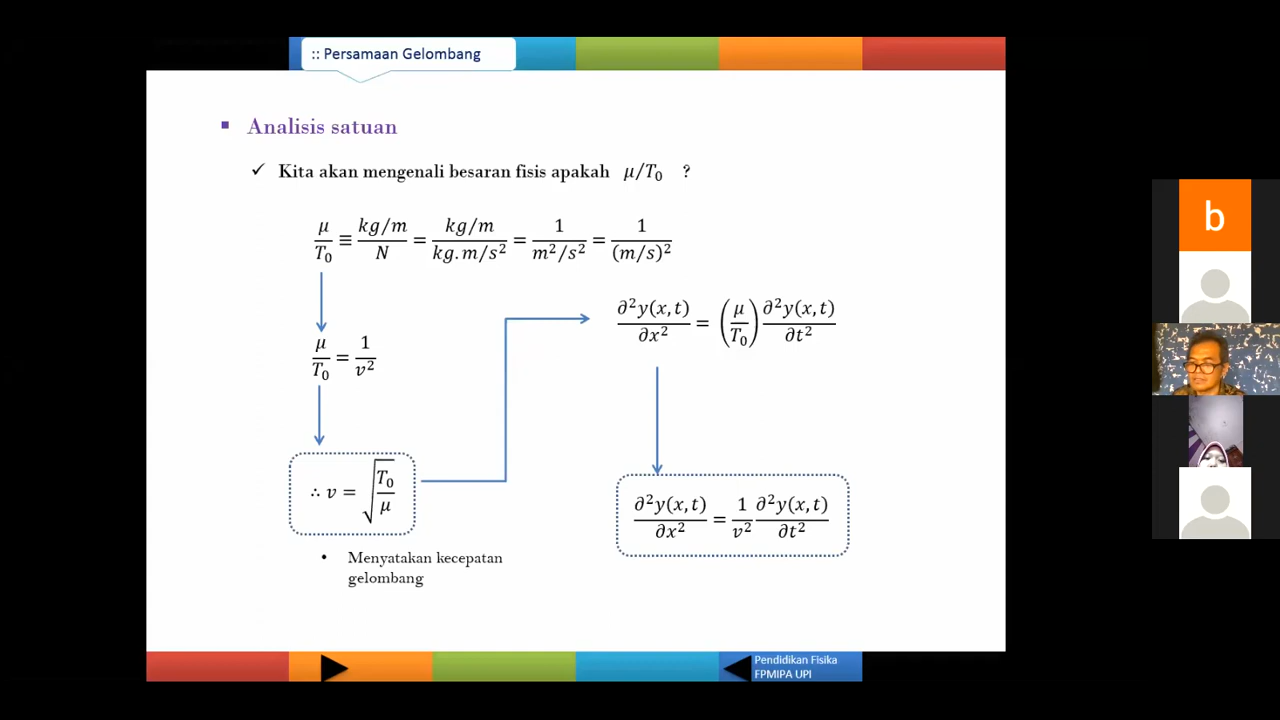 :: Persamaan Gelombang
▪ Analisis satuan
✓ Kita akan mengenali besaran fisis apakah μ/T₀ ?
μ/T₀ ≡ (kg/m)/N = (kg/m)/(kg.m/s²) = 1/(m²/s²) = 1/(m/s)²
∂²y(x,t)/∂x² = (μ/T₀) ∂²y(x,t)/∂t²
μ/T₀ = 1/v²
∴ v = √(T₀/μ)
∂²y(x,t)/∂x² = 1/v² ∂²y(x,t)/∂t²
• Menyatakan kecepatan
gelombang
Pendidikan Fisika
FPMIPA UPI
b